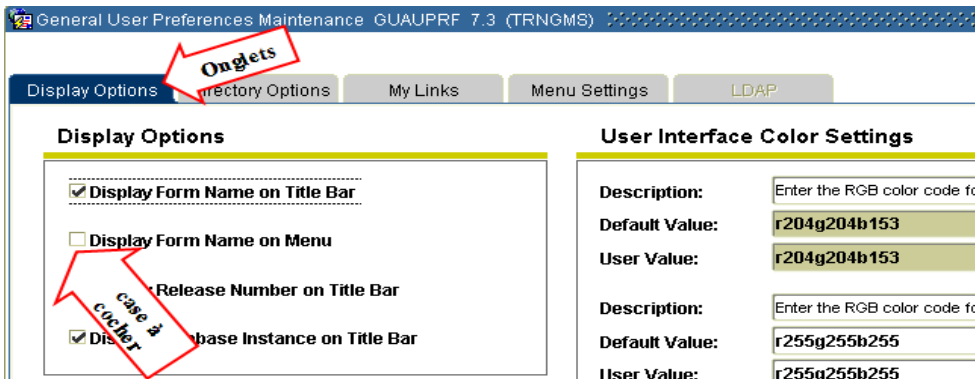 General User Preferences Maintenance GUAUPRF 7.3 (TRNGMS)
Onglets
Display Options
irectory Options
My Links
Menu Settings
LDAP
Display Options
User Interface Color Settings
Display Form Name on Title Bar
Description:
Enter the RGB color code fo
Default Value:
r204g204b153
Display Form Name on Menu
User Value:
r204g204b153
Release Number on Title Bar
case à
cocher
Description:
Enter the RGB color code fo
Dis
base Instance on Title Bar
Default Value:
r255g255b255
User Value:
r255g255b255